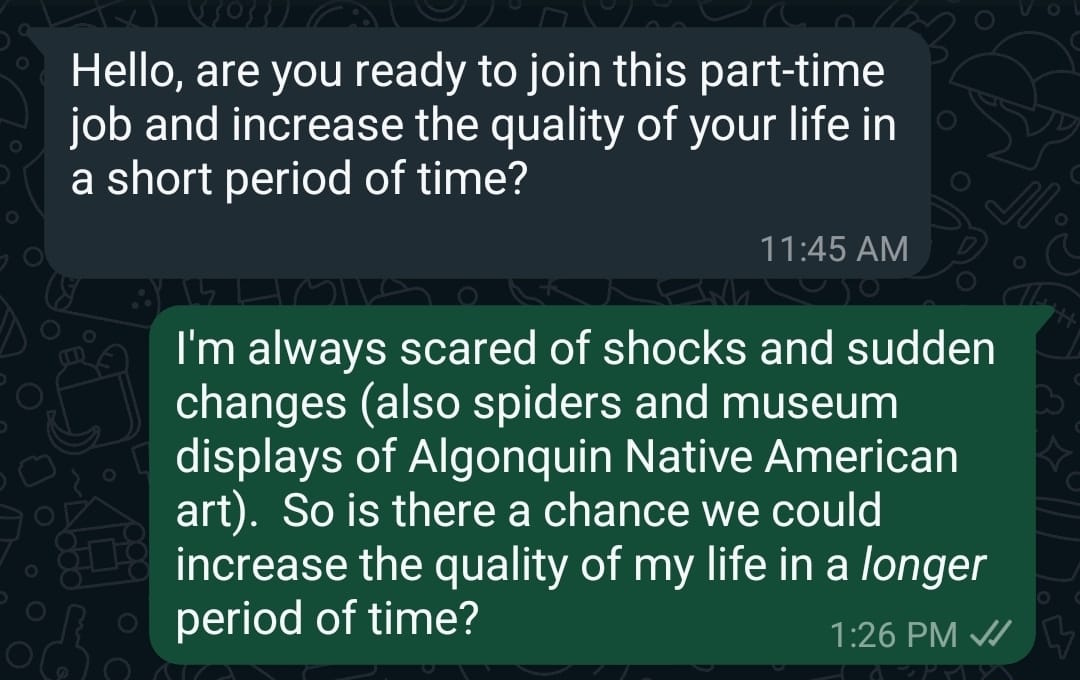 Hello, are you ready to join this part-time
job and increase the quality of your life in
a short period of time?
11:45 AM
I'm always scared of shocks and sudden
changes (also spiders and museum
displays of Algonquin Native American
art).  So is there a chance we could
increase the quality of my life in a longer
period of time?
1:26 PM